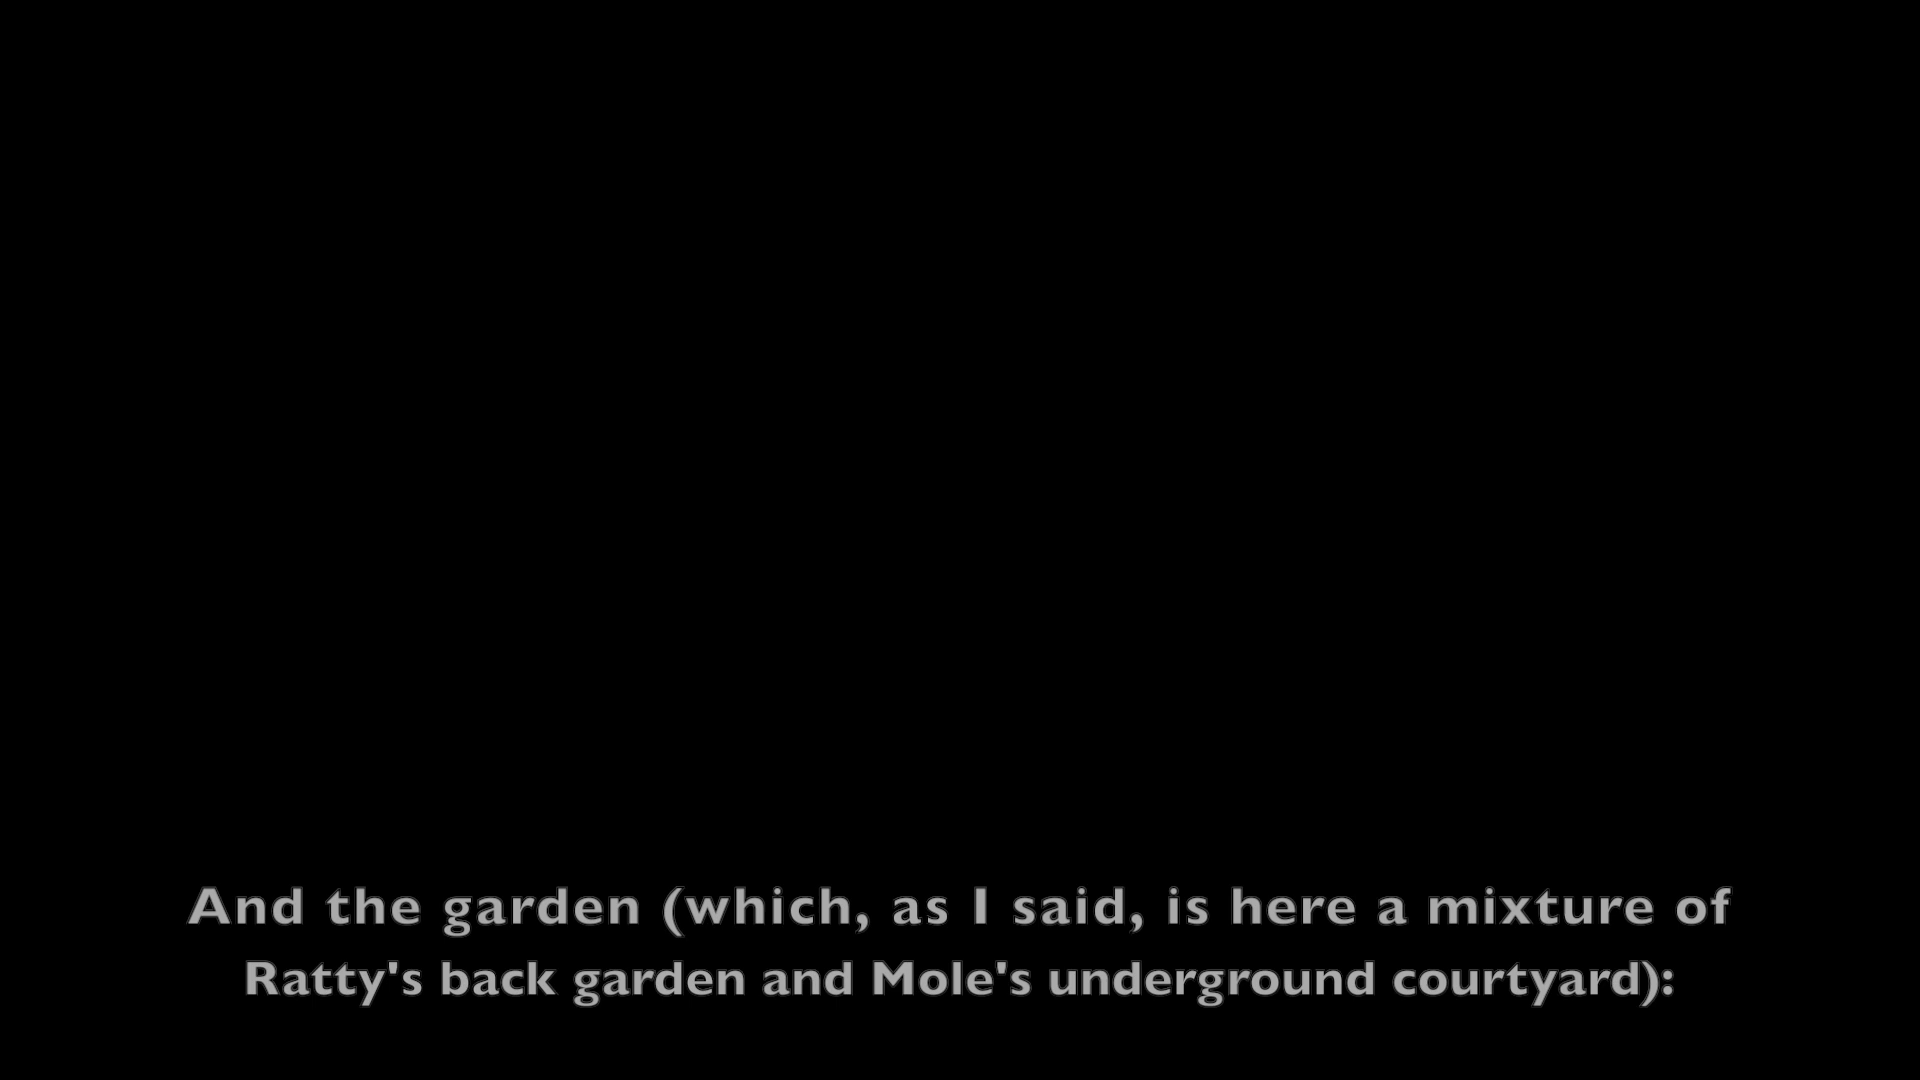 And the garden (which, as I said, is here a mixture of
Ratty's back garden and Mole's underground courtyard):